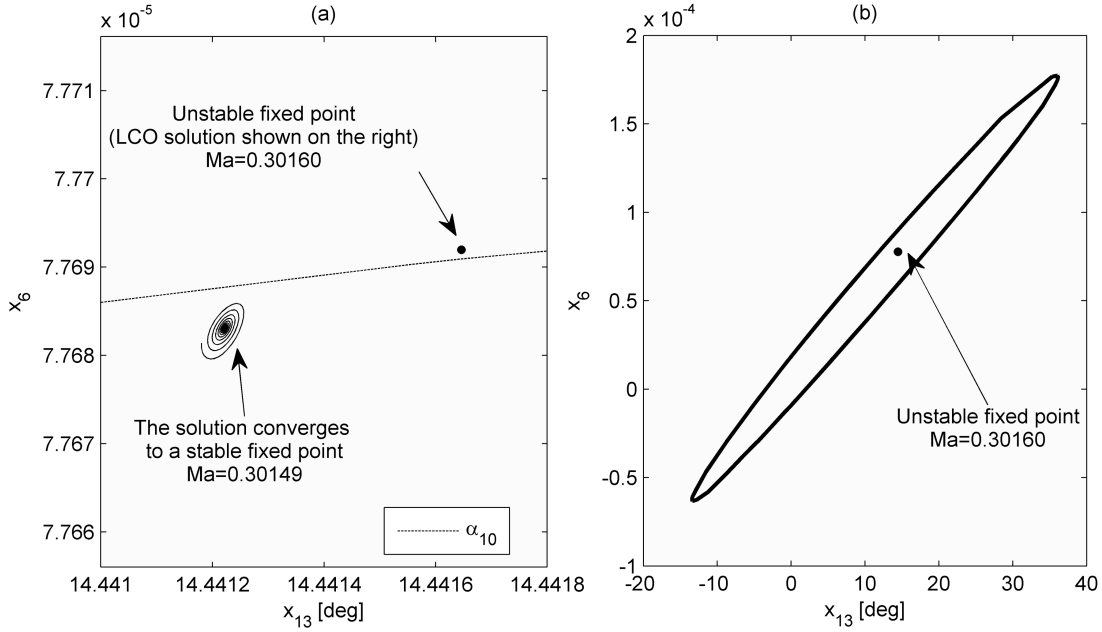 (a)
x 10⁻⁵
7.771
7.77
7.769
7.768
7.767
7.766
x₆
Unstable fixed point
(LCO solution shown on the right)
Ma=0.30160
The solution converges
to a stable fixed point
Ma=0.30149
α₁₀
14.441
14.4412
14.4414
14.4416
14.4418
x₁₃ [deg]
(b)
x 10⁻⁴
2
1.5
1
0.5
0
-0.5
-1
x₆
Unstable fixed point
Ma=0.30160
-20
-10
0
10
20
30
40
x₁₃ [deg]